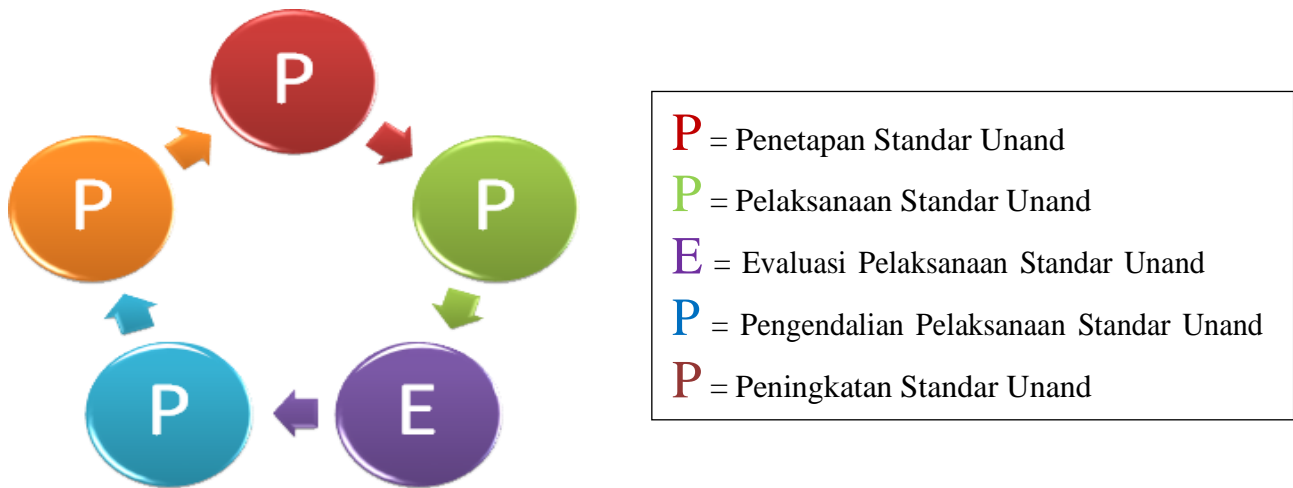 P
P
P
P
E
P = Penetapan Standar Unand
P = Pelaksanaan Standar Unand
E = Evaluasi Pelaksanaan Standar Unand
P = Pengendalian Pelaksanaan Standar Unand
P = Peningkatan Standar Unand